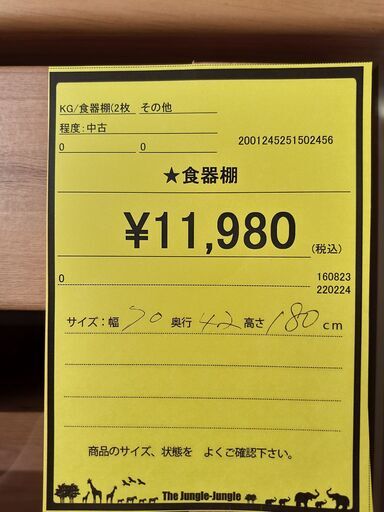 KG/食器棚(2枚 その他
程度:中古
0 0 2001245251502456
★食器棚
¥11,980 (税込)
0 160823
220224
サイズ:幅 70 奥行 42 高さ 180 cm
商品のサイズ、状態を よくご確認下さい。
The Jungle-Jungle